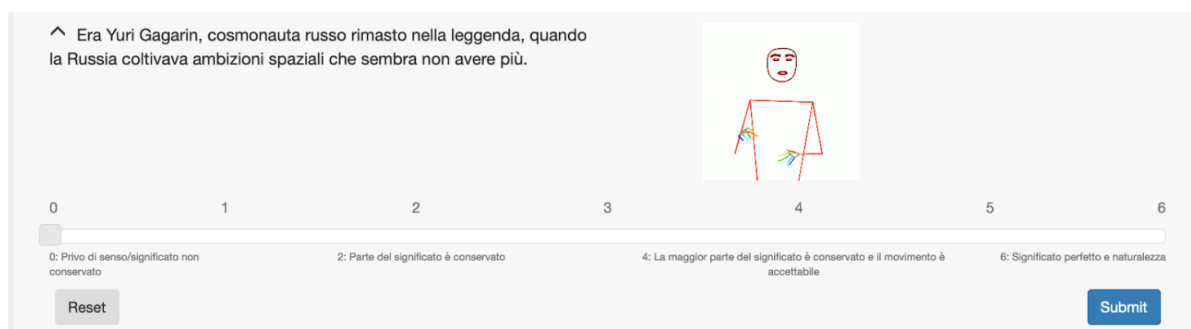 Era Yuri Gagarin, cosmonauta russo rimasto nella leggenda, quando
la Russia coltivava ambizioni spaziali che sembra non avere più.
0 1 2 3 4 5 6
0: Privo di senso/significato non
conservato
2: Parte del significato è conservato
4: La maggior parte del significato è conservato e il movimento è
accettabile
6: Significato perfetto e naturalezza
Reset
Submit